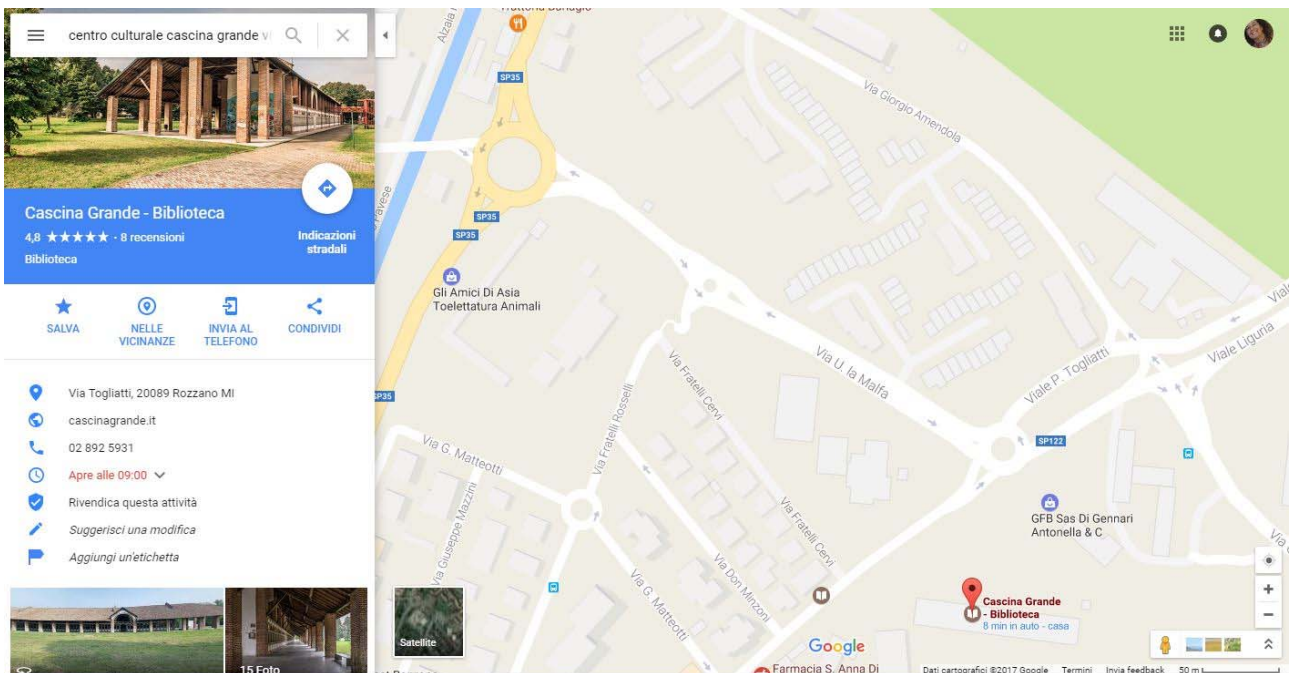 centro culturale cascina grande
Cascina Grande - Biblioteca
4,8 ★★★★★ · 8 recensioni
Biblioteca
Indicazioni
stradali
SALVA
NELLE
VICINANZE
INVIA AL
TELEFONO
CONDIVIDI
Via Togliatti, 20089 Rozzano MI
cascinagrande.it
02 892 5931
Apre alle 09:00
Rivendica questa attività
Suggerisci una modifica
Aggiungi un'etichetta
15 Foto
Satellite
Alzaia
Pavese
SP35
SP35
SP35
SP35
Gli Amici Di Asia
Toelettatura Animali
Via Giorgio Amendola
Via U. la Malfa
Viale P. Togliatti
Viale Liguria
Viale
SP122
Via Fratelli Rosselli
Via Fratelli Cervi
Via Fratelli Cervi
Via G. Matteotti
Via Giuseppe Mazzini
Via G. Matteotti
Via Don Minzoni
GFB Sas Di Gennari
Antonella & C
Cascina Grande
- Biblioteca
8 min in auto - casa
Google
Farmacia S. Anna Di
Dati cartografici ©2017 Google Termini Invia feedback 50 m